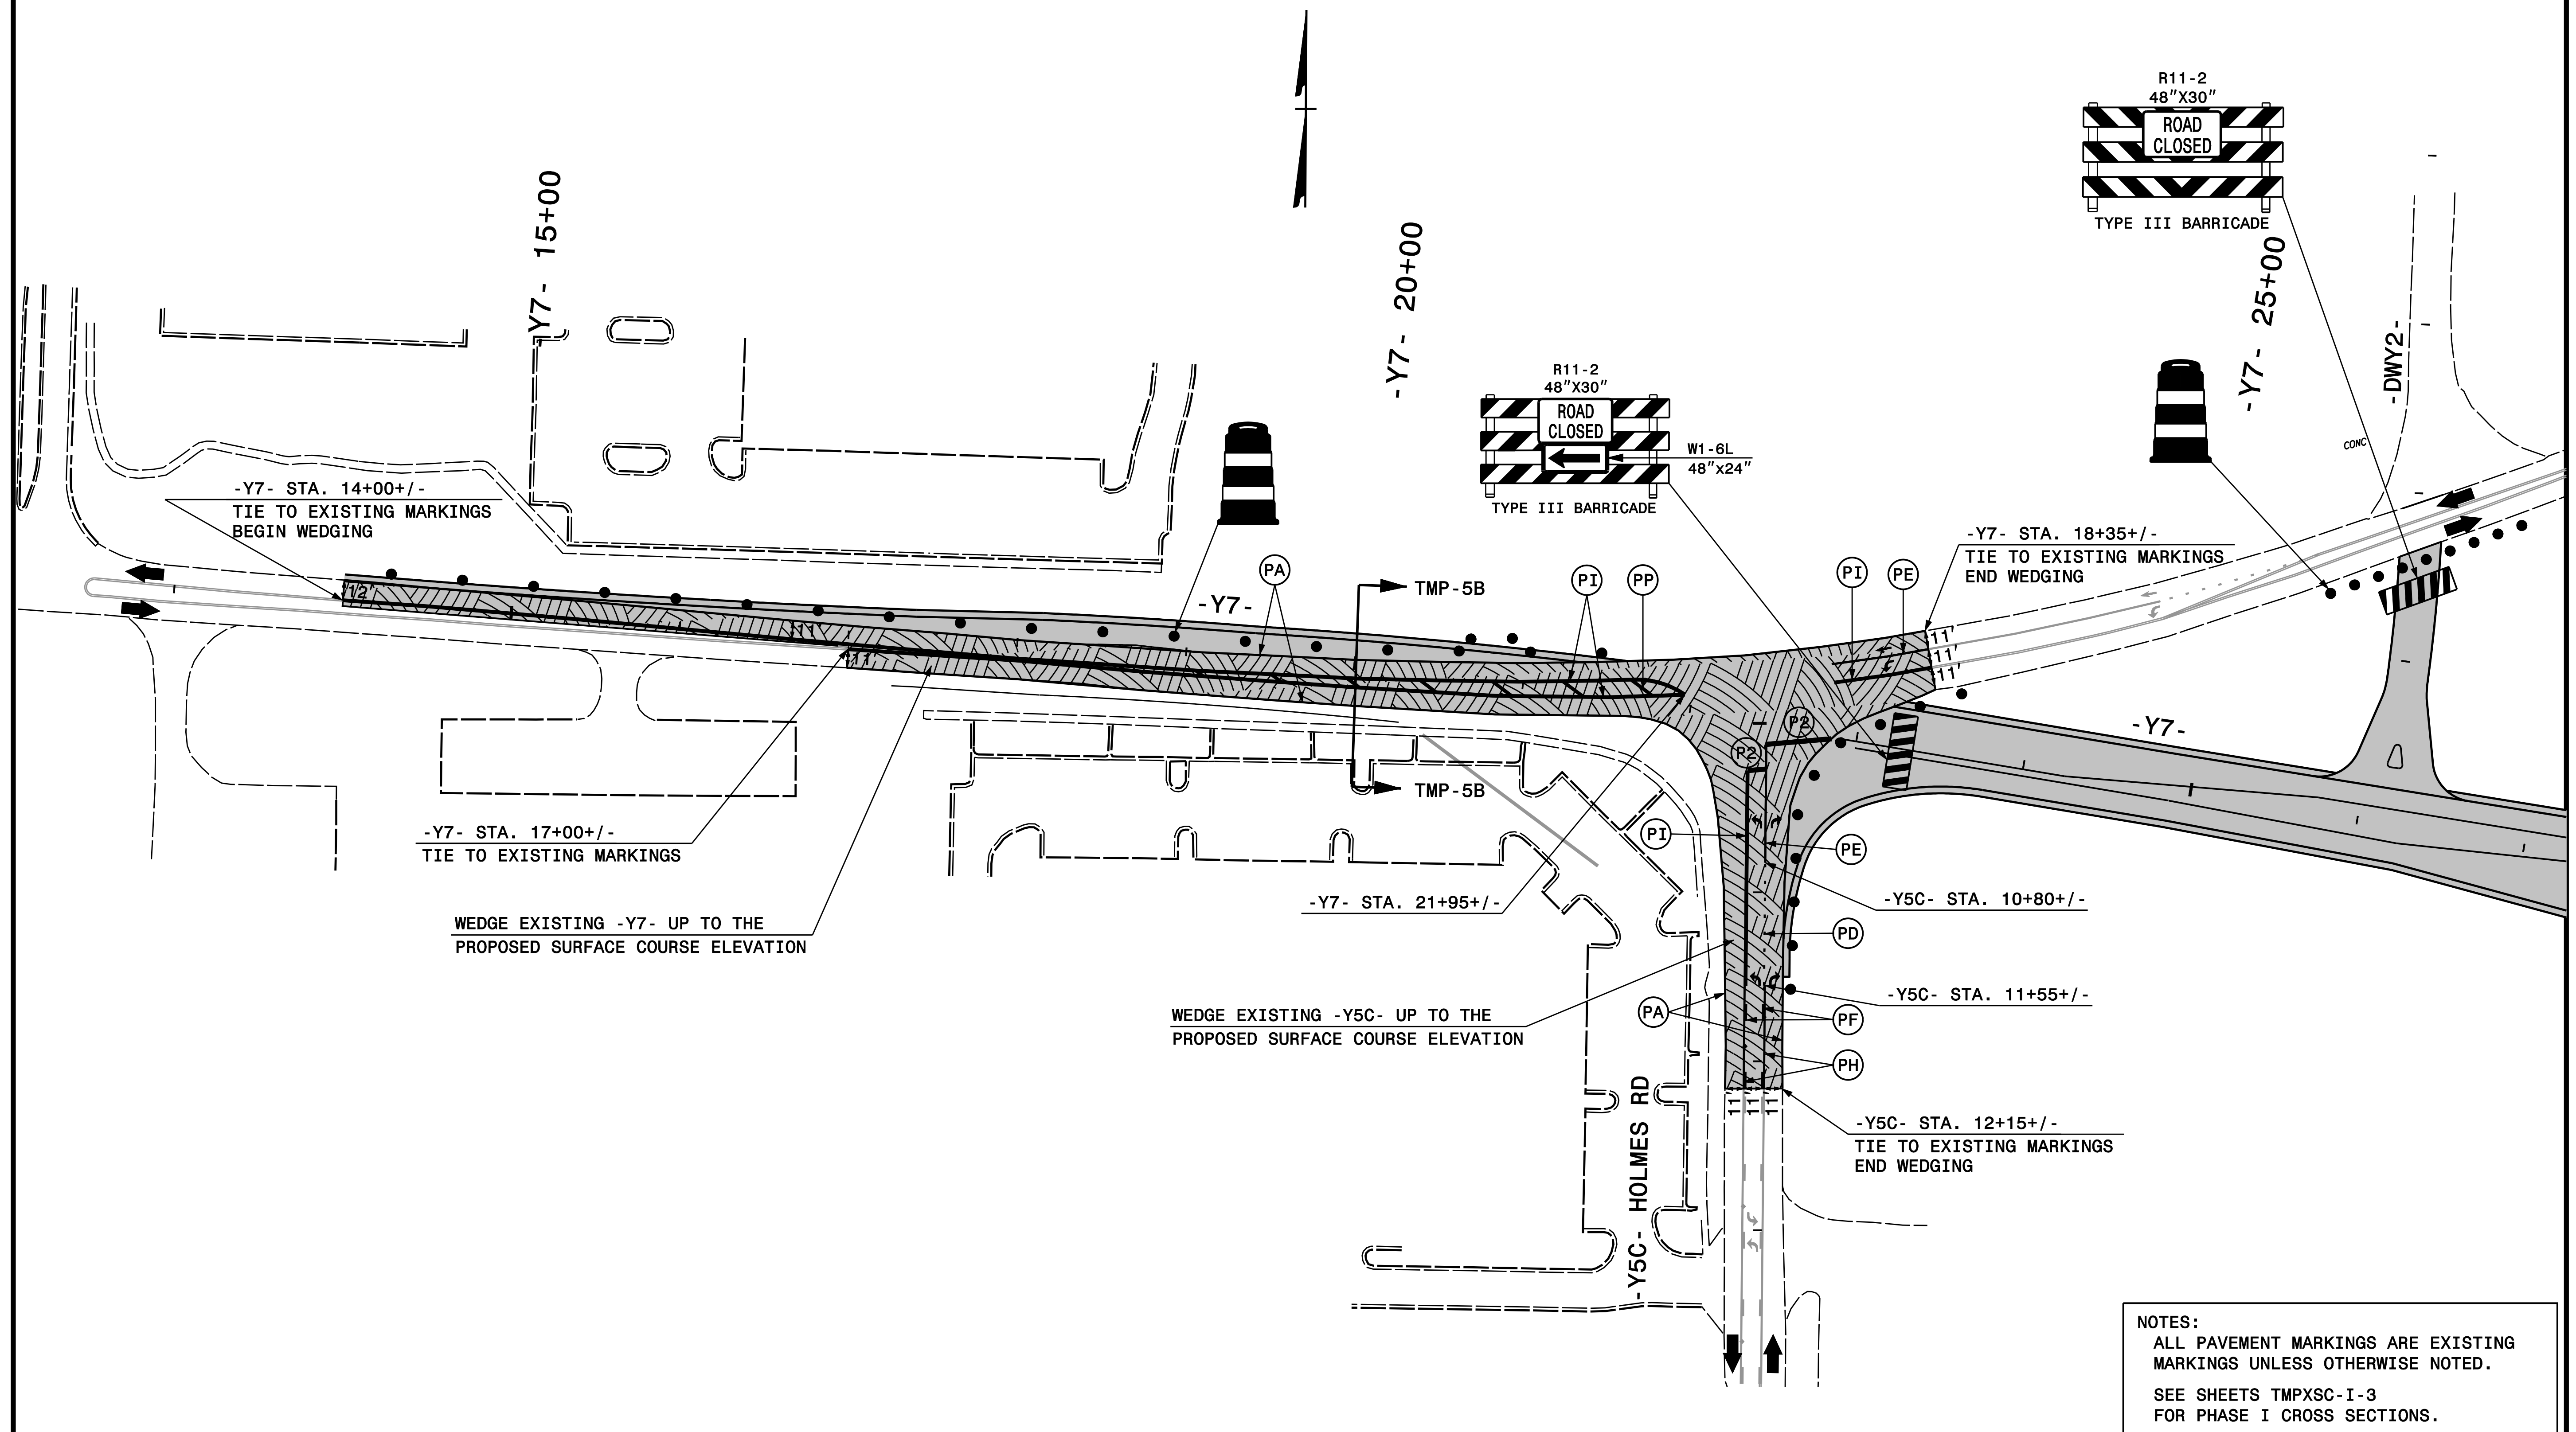 R11-2
48"X30"
ROAD
CLOSED
TYPE III BARRICADE
-Y7- 15+00
-Y7- 20+00
-Y7- 25+00
-DWY2-
CONC
R11-2
48"X30"
ROAD
CLOSED
W1-6L
48"x24"
TYPE III BARRICADE
-Y7- STA. 14+00+/-
TIE TO EXISTING MARKINGS
BEGIN WEDGING
-Y7- STA. 18+35+/-
TIE TO EXISTING MARKINGS
END WEDGING
PA
PI
PP
PI
PE
TMP-5B
-Y7-
12'
11'
11'
11'
11'
11'
-Y7-
P2
P2
TMP-5B
-Y7- STA. 17+00+/-
TIE TO EXISTING MARKINGS
PI
PE
-Y7- STA. 21+95+/-
-Y5C- STA. 10+80+/-
WEDGE EXISTING -Y7- UP TO THE
PROPOSED SURFACE COURSE ELEVATION
PD
-Y5C- STA. 11+55+/-
WEDGE EXISTING -Y5C- UP TO THE
PROPOSED SURFACE COURSE ELEVATION
PA
PF
PH
11'
11'
11'
-Y5C- HOLMES RD
-Y5C- STA. 12+15+/-
TIE TO EXISTING MARKINGS
END WEDGING
NOTES:
ALL PAVEMENT MARKINGS ARE EXISTING
MARKINGS UNLESS OTHERWISE NOTED.
SEE SHEETS TMPXSC-I-3
FOR PHASE I CROSS SECTIONS.